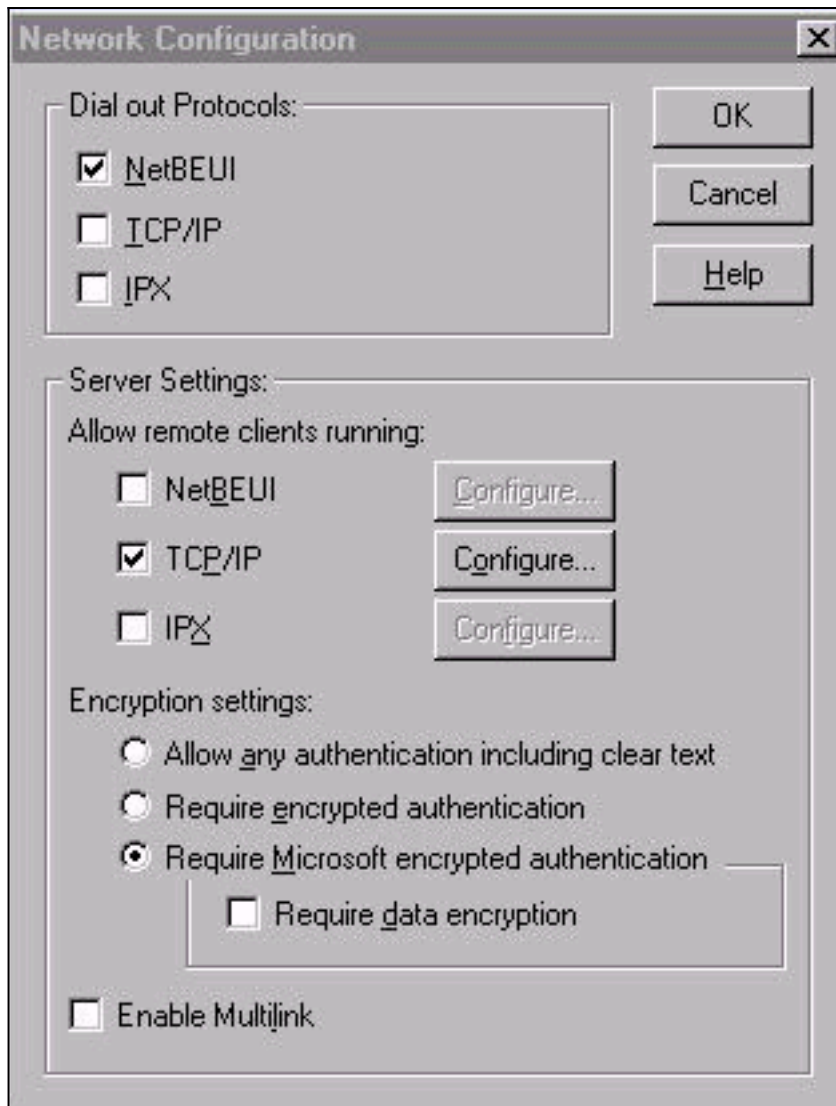 Network Configuration
Dial out Protocols:
OK
NetBEUI
Cancel
TCP/IP
IPX
Help
Server Settings:
Allow remote clients running:
NetBEUI Configure...
TCP/IP Configure...
IPX Configure...
Encryption settings:
Allow any authentication including clear text
Require encrypted authentication
Require Microsoft encrypted authentication
Require data encryption
Enable Multilink